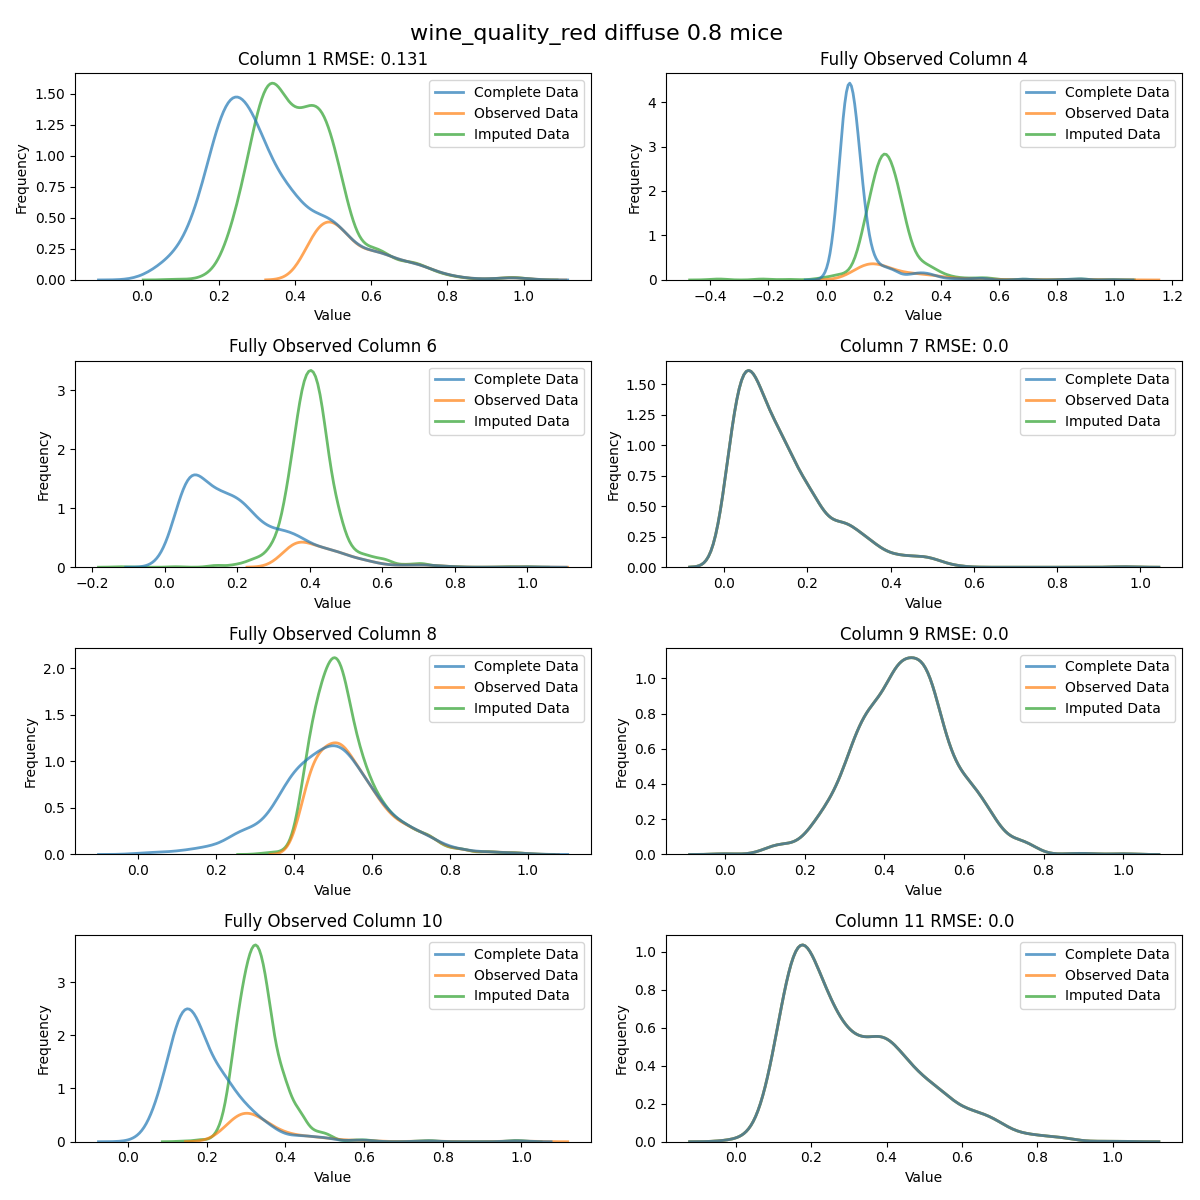 wine_quality_red diffuse 0.8 mice
Column 1 RMSE: 0.131
Frequency
1.50
1.25
1.00
0.75
0.50
0.25
0.00
Complete Data
Observed Data
Imputed Data
0.0 0.2 0.4 0.6 0.8 1.0
Value
Fully Observed Column 4
Frequency
4
3
2
1
0
Complete Data
Observed Data
Imputed Data
−0.4 −0.2 0.0 0.2 0.4 0.6 0.8 1.0 1.2
Value
Fully Observed Column 6
Frequency
3
2
1
0
Complete Data
Observed Data
Imputed Data
−0.2 0.0 0.2 0.4 0.6 0.8 1.0
Value
Column 7 RMSE: 0.0
Frequency
1.50
1.25
1.00
0.75
0.50
0.25
0.00
Complete Data
Observed Data
Imputed Data
0.0 0.2 0.4 0.6 0.8 1.0
Value
Fully Observed Column 8
Frequency
2.0
1.5
1.0
0.5
0.0
Complete Data
Observed Data
Imputed Data
0.0 0.2 0.4 0.6 0.8 1.0
Value
Column 9 RMSE: 0.0
Frequency
1.0
0.8
0.6
0.4
0.2
0.0
Complete Data
Observed Data
Imputed Data
0.0 0.2 0.4 0.6 0.8 1.0
Value
Fully Observed Column 10
Frequency
3
2
1
0
Complete Data
Observed Data
Imputed Data
0.0 0.2 0.4 0.6 0.8 1.0
Value
Column 11 RMSE: 0.0
Frequency
1.0
0.8
0.6
0.4
0.2
0.0
Complete Data
Observed Data
Imputed Data
0.0 0.2 0.4 0.6 0.8 1.0
Value